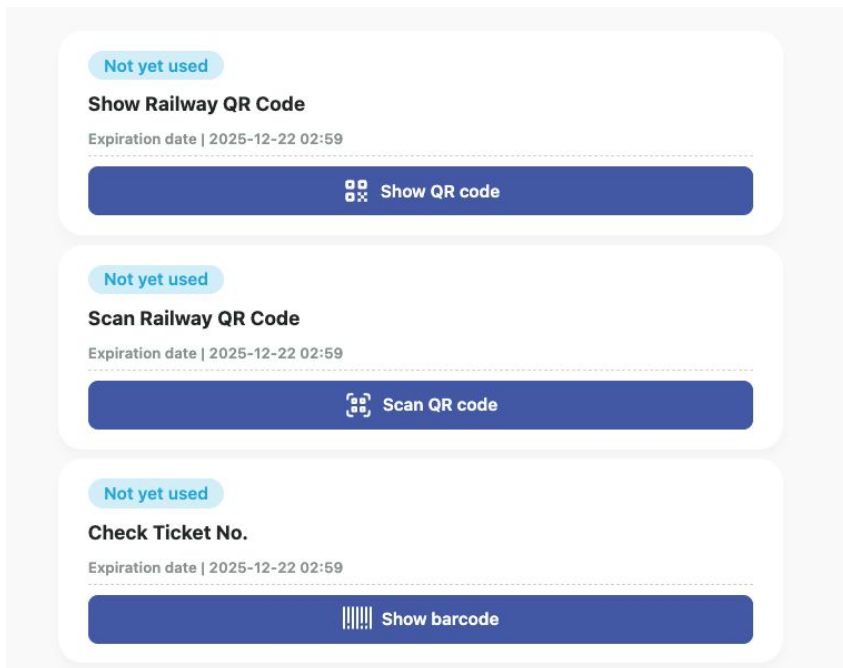 Not yet used
Show Railway QR Code
Expiration date | 2025-12-22 02:59
Show QR code
Not yet used
Scan Railway QR Code
Expiration date | 2025-12-22 02:59
Scan QR code
Not yet used
Check Ticket No.
Expiration date | 2025-12-22 02:59
Show barcode